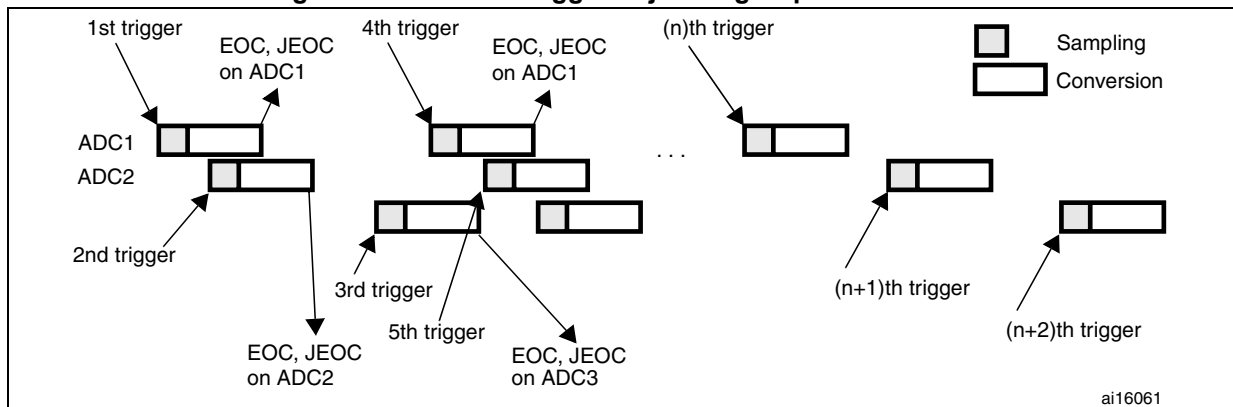 1st trigger
EOC, JEOC
on ADC1
4th trigger
EOC, JEOC
on ADC1
(n)th trigger
Sampling
Conversion
ADC1
ADC2
. . .
2nd trigger
3rd trigger
5th trigger
(n+1)th trigger
(n+2)th trigger
EOC, JEOC
on ADC2
EOC, JEOC
on ADC3
ai16061